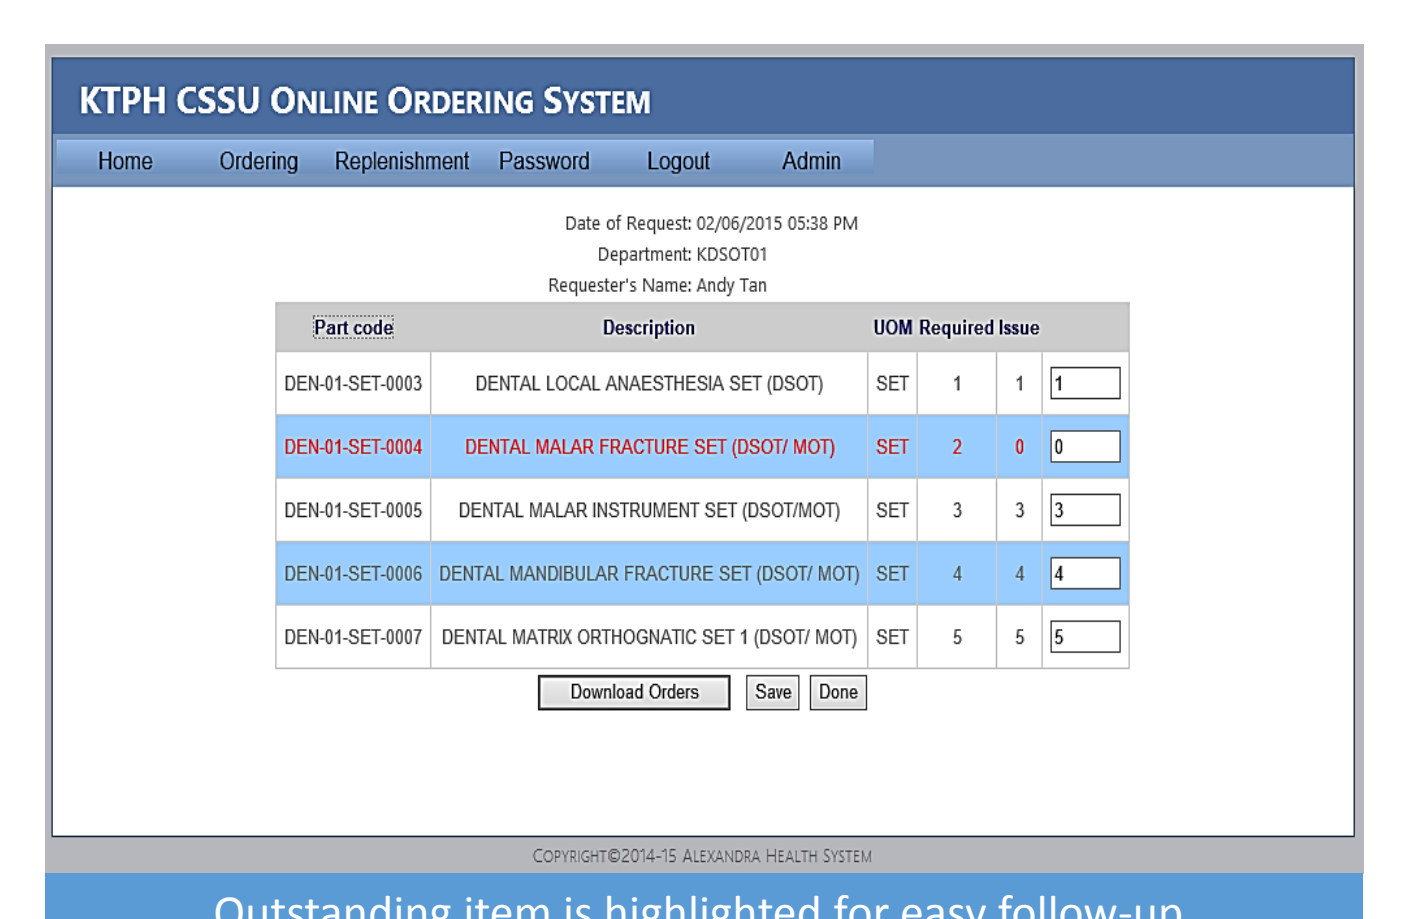 KTPH CSSU ONLINE ORDERING SYSTEM
Home Ordering Replenishment Password Logout Admin
Date of Request: 02/06/2015 05:38 PM
Department: KDSOT01
Requester's Name: Andy Tan
Part code Description UOM Required Issue
DEN-01-SET-0003 DENTAL LOCAL ANAESTHESIA SET (DSOT) SET 1 1 1
DEN-01-SET-0004 DENTAL MALAR FRACTURE SET (DSOT/ MOT) SET 2 0 0
DEN-01-SET-0005 DENTAL MALAR INSTRUMENT SET (DSOT/MOT) SET 3 3 3
DEN-01-SET-0006 DENTAL MANDIBULAR FRACTURE SET (DSOT/ MOT) SET 4 4 4
DEN-01-SET-0007 DENTAL MATRIX ORTHOGNATIC SET 1 (DSOT/ MOT) SET 5 5 5
Download Orders Save Done
COPYRIGHT©2014-15 ALEXANDRA HEALTH SYSTEM
Outstanding item is highlighted for easy follow-up